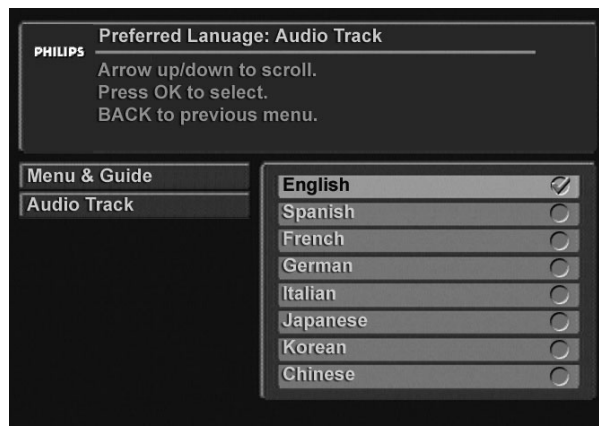 PHILIPS
Preferred Lanuage: Audio Track
Arrow up/down to scroll.
Press OK to select.
BACK to previous menu.
Menu & Guide
Audio Track
English
Spanish
French
German
Italian
Japanese
Korean
Chinese